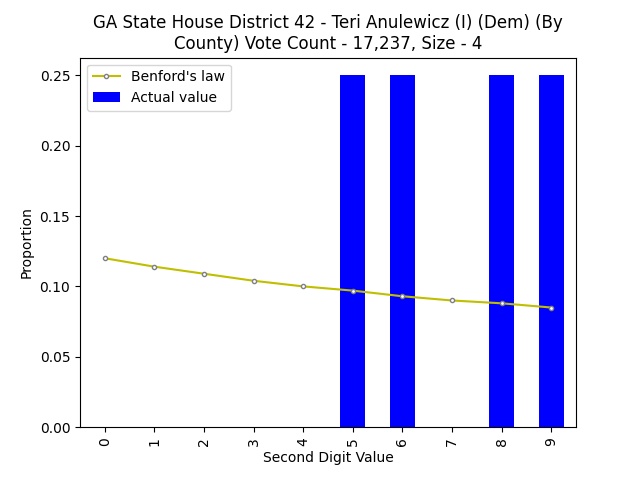 GA State House District 42 - Teri Anulewicz (I) (Dem) (By
County) Vote Count - 17,237, Size - 4
Benford's law
Actual value
0.25
0.20
0.15
0.10
0.05
0.00
Proportion
0 1 2 3 4 5 6 7 8 9
Second Digit Value